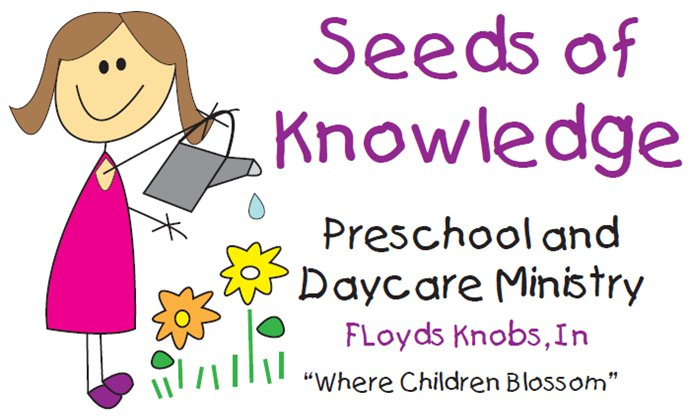 Seeds of
Knowledge
Preschool and
Daycare Ministry
FLoyds Knobs, In
“Where Children Blossom”